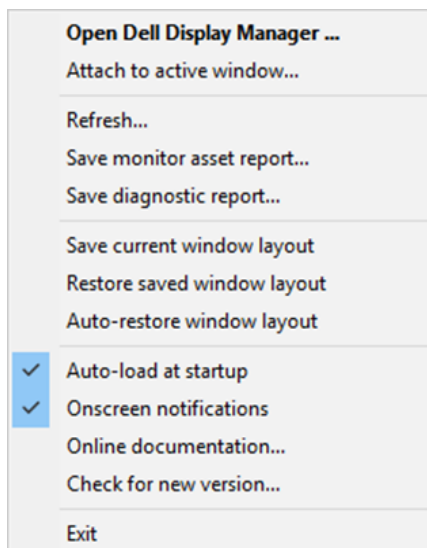 Open Dell Display Manager ...
Attach to active window...
Refresh...
Save monitor asset report...
Save diagnostic report...
Save current window layout
Restore saved window layout
Auto-restore window layout
Auto-load at startup
Onscreen notifications
Online documentation...
Check for new version...
Exit